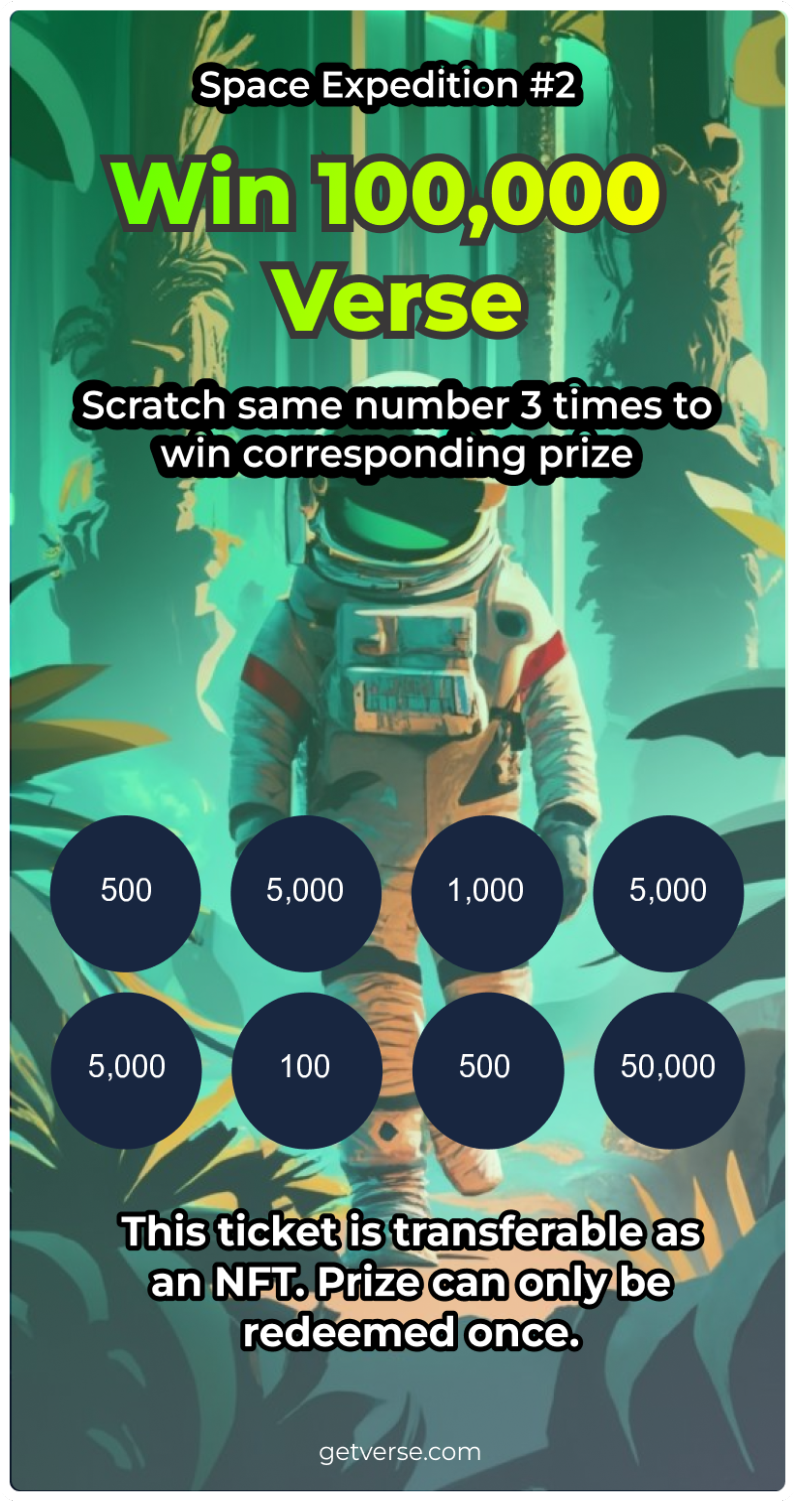 Space Expedition #2
Win 100,000
Verse
Scratch same number 3 times to
win corresponding prize
500 5,000 1,000 5,000
5,000 100 500 50,000
This ticket is transferable as
an NFT. Prize can only be
redeemed once.
getverse.com